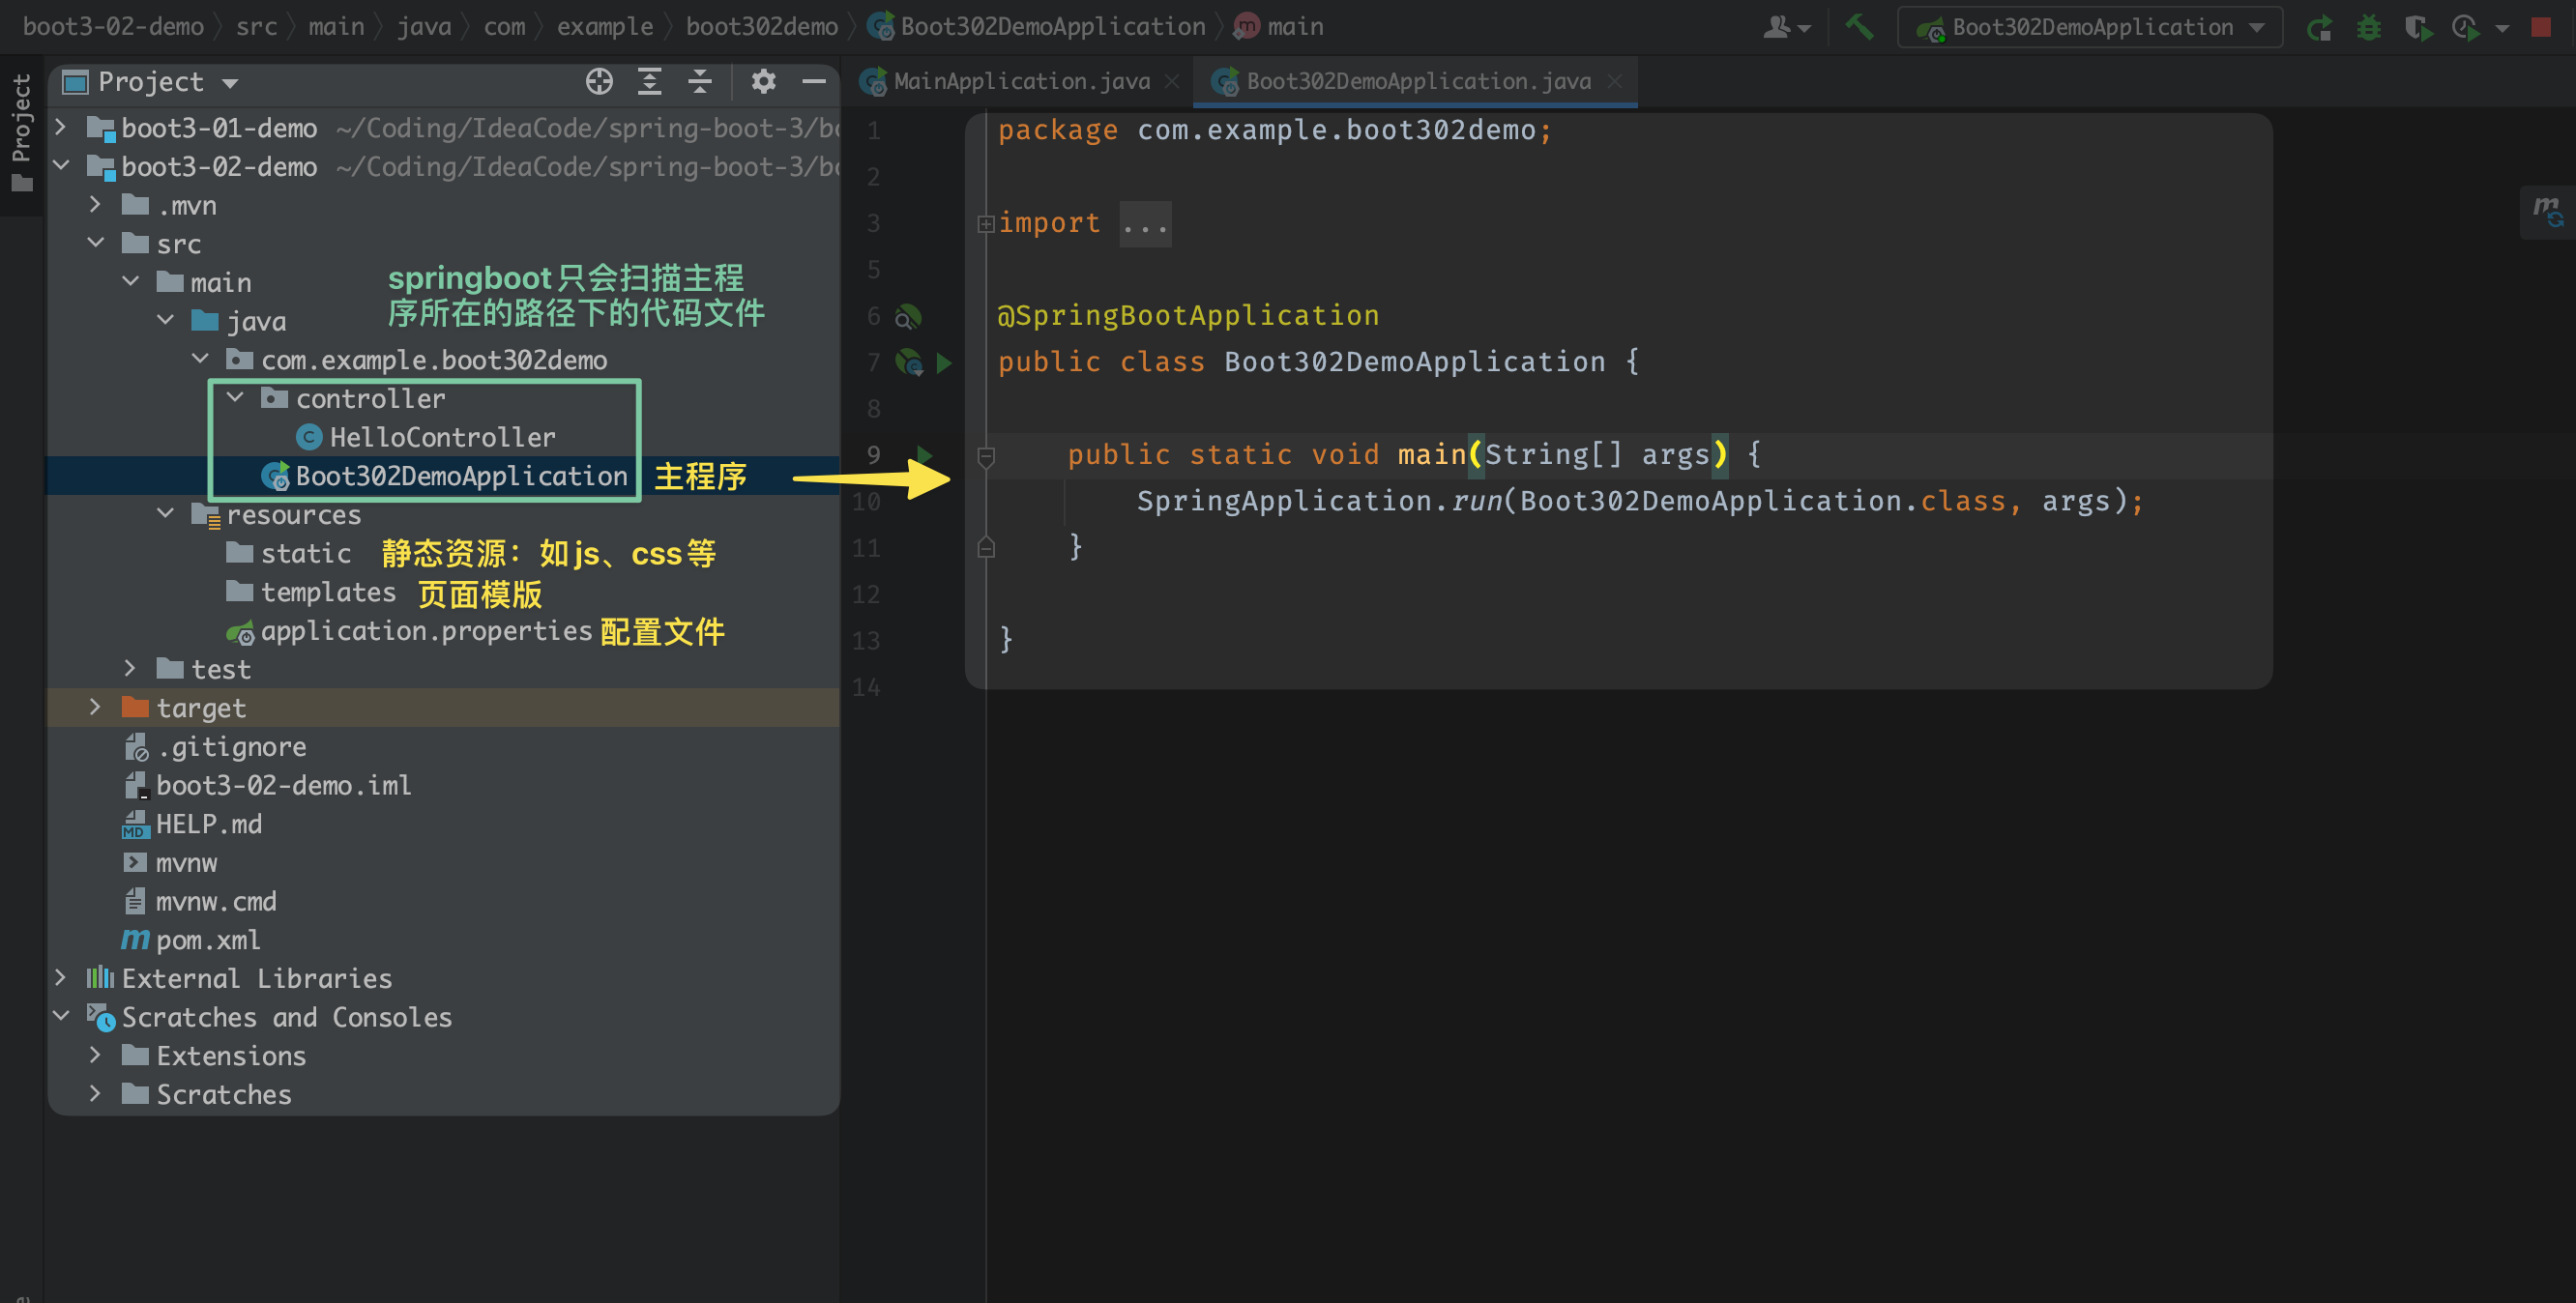 boot3-02-demo src main java com example boot302demo Boot302DemoApplication main
Boot302DemoApplication
Project
Project
MainApplication.java
Boot302DemoApplication.java
boot3-01-demo ~/Coding/IdeaCode/spring-boot-3/bo
boot3-02-demo ~/Coding/IdeaCode/spring-boot-3/bo
.mvn
src
main
springboot只会扫描主程
序所在的路径下的代码文件
java
com.example.boot302demo
controller
HelloController
Boot302DemoApplication 主程序
resources
static 静态资源：如js、css等
templates 页面模版
application.properties 配置文件
test
target
.gitignore
boot3-02-demo.iml
MD HELP.md
mvnw
mvnw.cmd
m pom.xml
External Libraries
Scratches and Consoles
Extensions
Scratches
1 package com.example.boot302demo;
2
3 import ...
5
6 @SpringBootApplication
7 public class Boot302DemoApplication {
8
9 public static void main(String[] args) {
10 SpringApplication.run(Boot302DemoApplication.class, args);
11 }
12
13 }
14